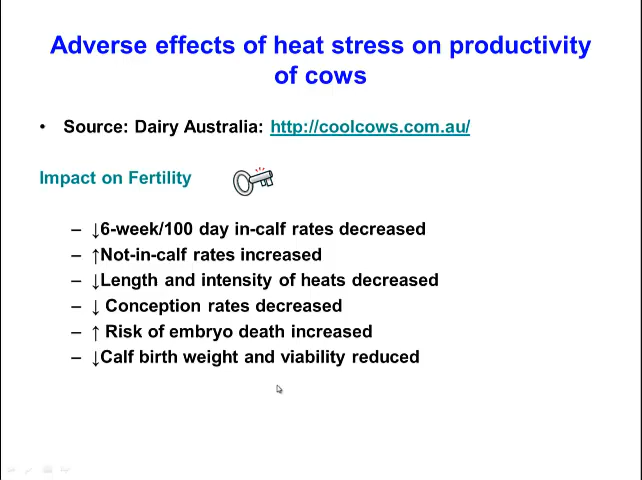 Adverse effects of heat stress on productivity
of cows
• Source: Dairy Australia: http://coolcows.com.au/
Impact on Fertility
– ↓6-week/100 day in-calf rates decreased
– ↑Not-in-calf rates increased
– ↓Length and intensity of heats decreased
– ↓ Conception rates decreased
– ↑ Risk of embryo death increased
– ↓Calf birth weight and viability reduced